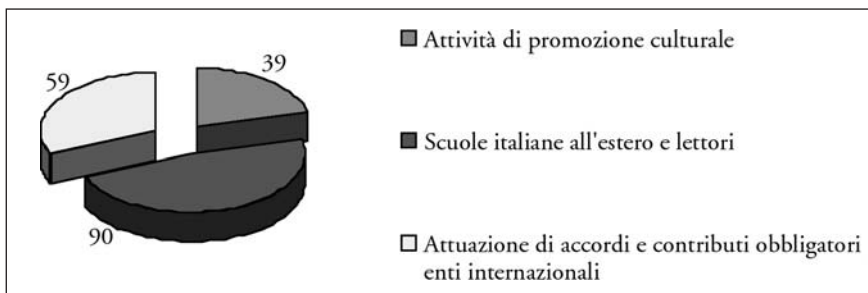 39
Attività di promozione culturale
59
Scuole italiane all'estero e lettori
90
Attuazione di accordi e contributi obbligatori
enti internazionali